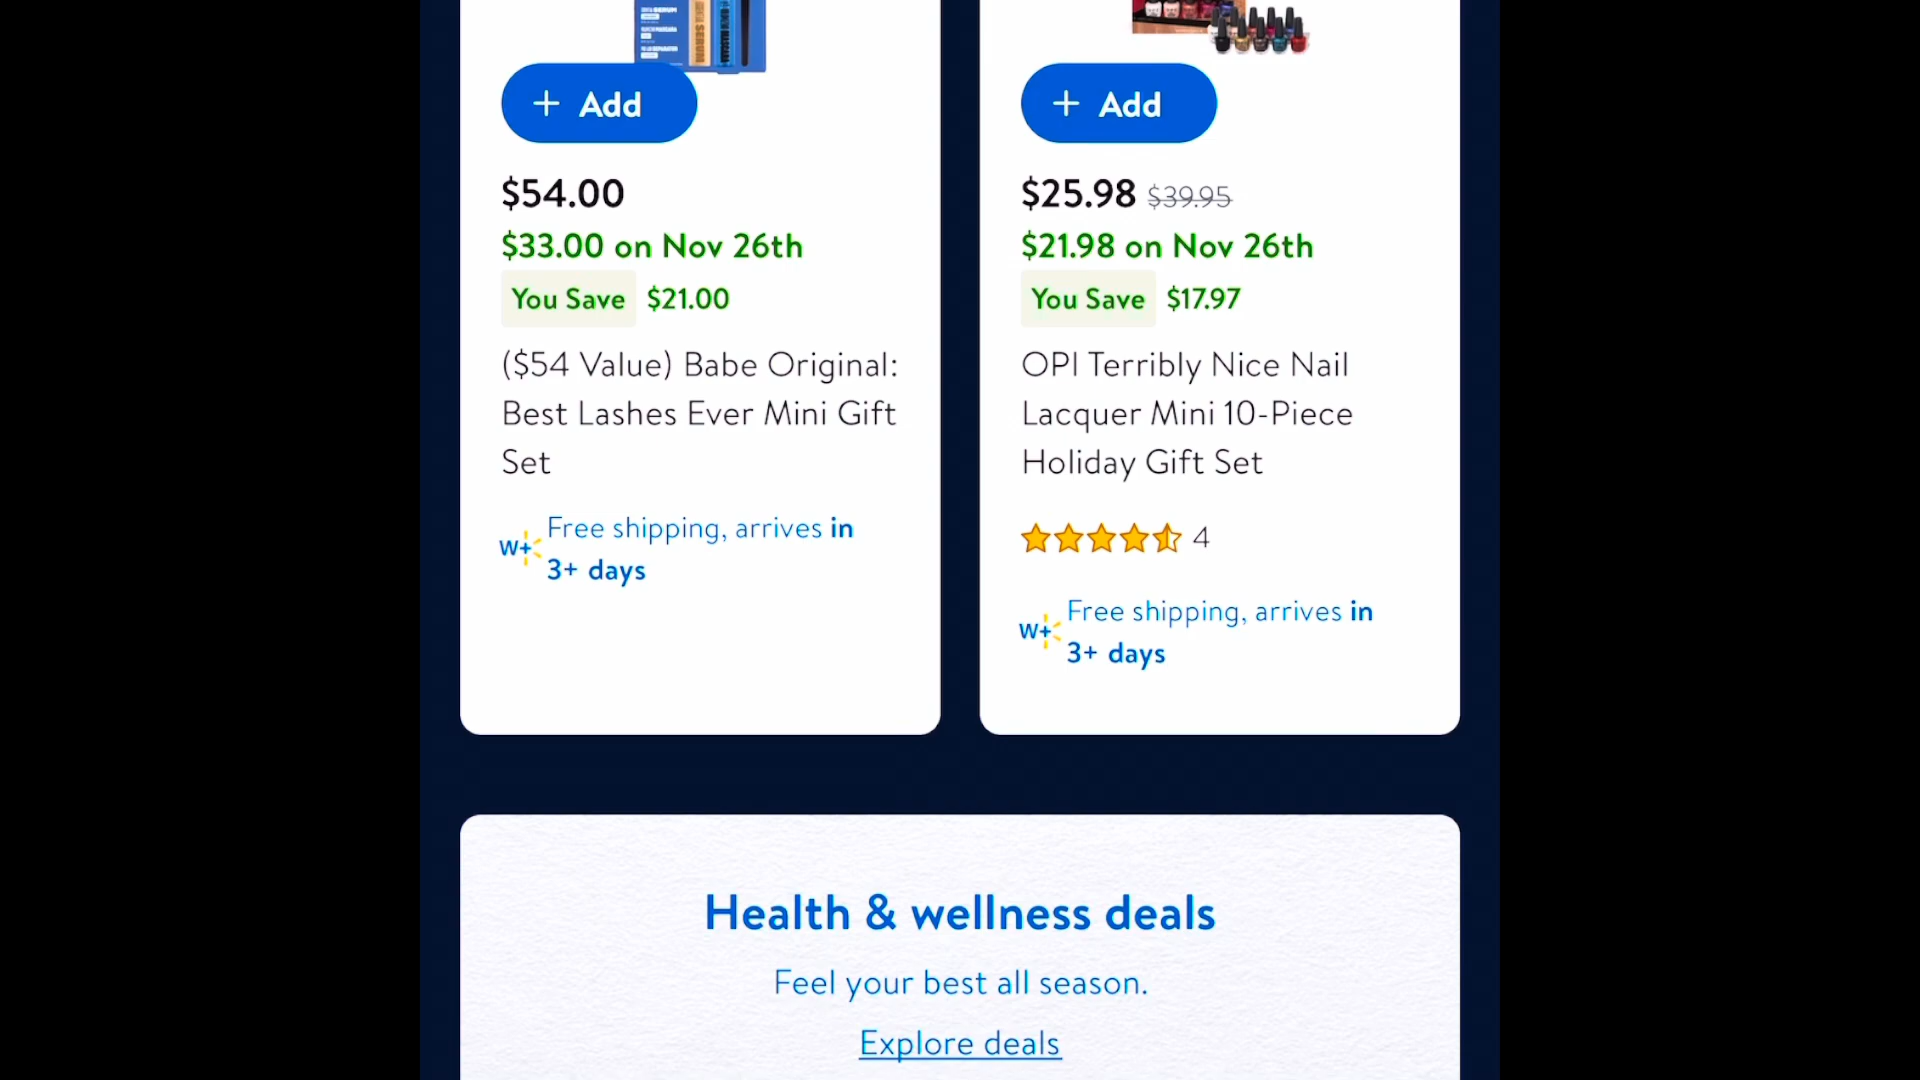 + Add
$54.00
$33.00 on Nov 26th
You Save $21.00
($54 Value) Babe Original:
Best Lashes Ever Mini Gift
Set
W+ Free shipping, arrives in
3+ days
+ Add
$25.98 $39.95
$21.98 on Nov 26th
You Save $17.97
OPI Terribly Nice Nail
Lacquer Mini 10-Piece
Holiday Gift Set
4
W+ Free shipping, arrives in
3+ days
Health & wellness deals
Feel your best all season.
Explore deals